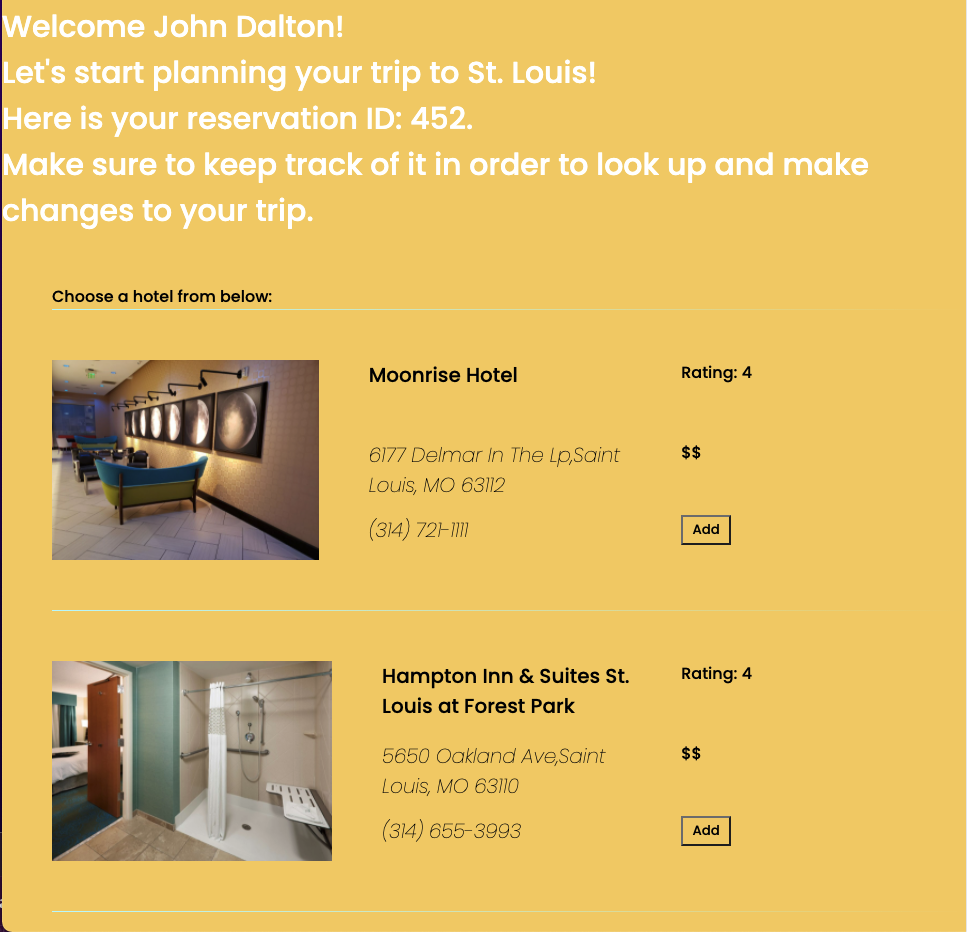 Welcome John Dalton!
Let's start planning your trip to St. Louis!
Here is your reservation ID: 452.
Make sure to keep track of it in order to look up and make
changes to your trip.
Choose a hotel from below:
Moonrise Hotel
Rating: 4
6177 Delmar In The Lp,Saint
Louis, MO 63112
$$
(314) 721-1111
Add
Hampton Inn & Suites St.
Louis at Forest Park
Rating: 4
5650 Oakland Ave,Saint
Louis, MO 63110
$$
(314) 655-3993
Add